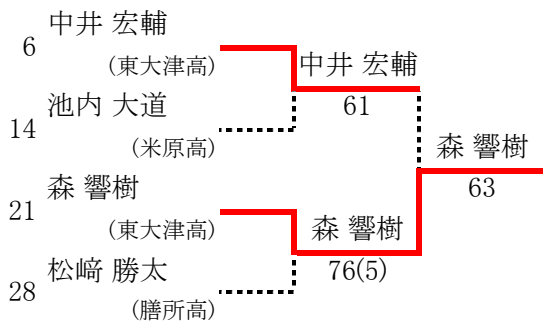 6 中井 宏輔
(東大津高)
14 池内 大道
(米原高)
21 森 響樹
(東大津高)
28 松﨑 勝太
(膳所高)
中井 宏輔
61
森 響樹
76(5)
森 響樹
63